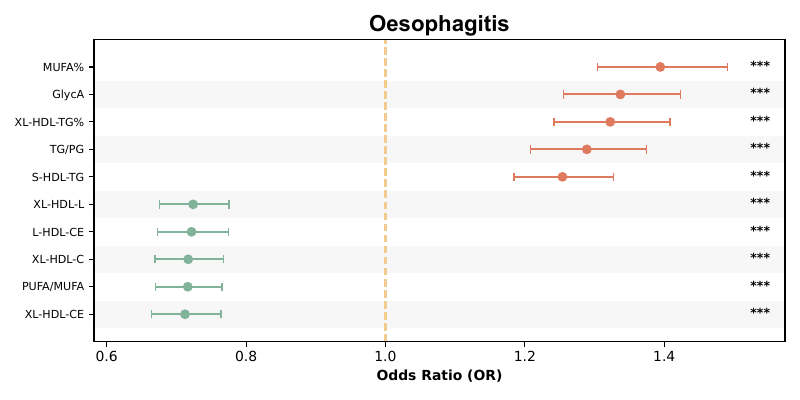 Oesophagitis
MUFA% ***
GlycA ***
XL-HDL-TG% ***
TG/PG ***
S-HDL-TG ***
XL-HDL-L ***
L-HDL-CE ***
XL-HDL-C ***
PUFA/MUFA ***
XL-HDL-CE ***
0.6 0.8 1.0 1.2 1.4
Odds Ratio (OR)